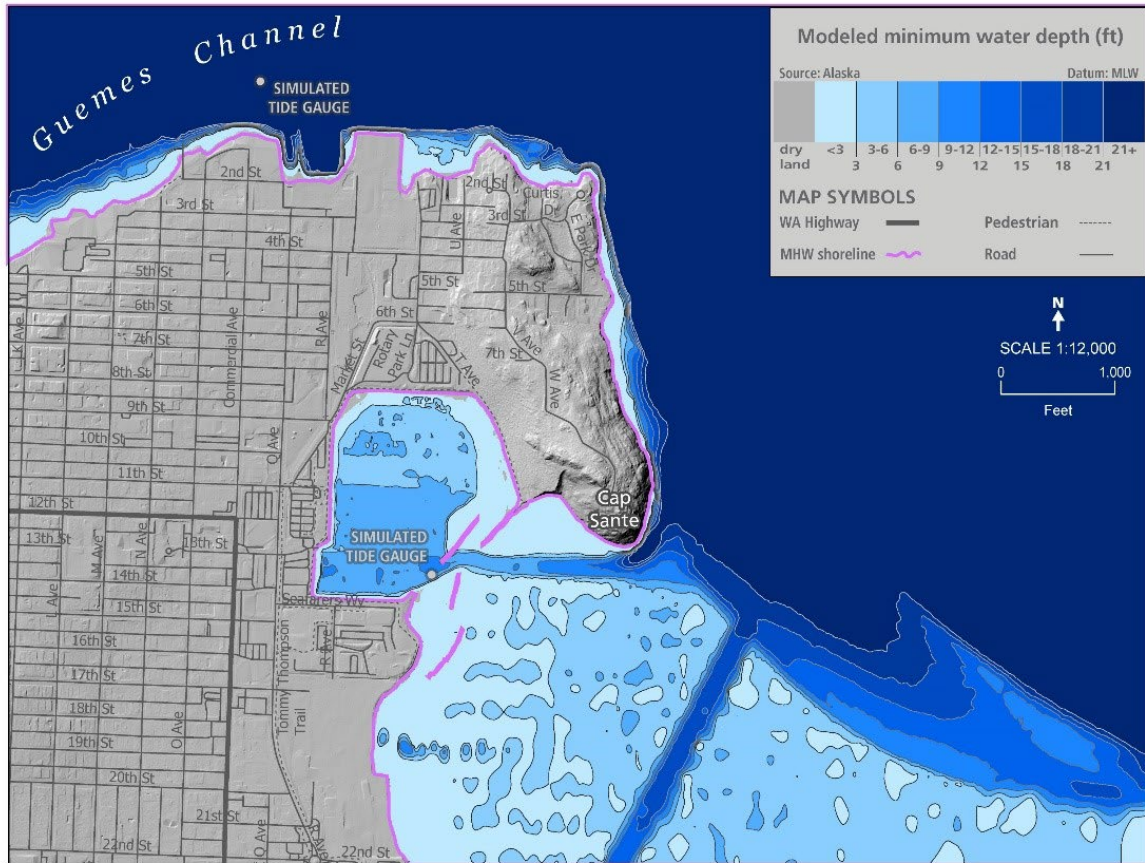 Guemes Channel
SIMULATED
TIDE GAUGE
Modeled minimum water depth (ft)
Source: Alaska
Datum: MLW
dry land
<3
3-6
6-9
9-12
12-15
15-18
18-21
21+
3
6
9
12
15
18
21
MAP SYMBOLS
WA Highway
Pedestrian
MHW shoreline
Road
N
SCALE 1:12,000
0
1,000
Feet
2nd St
3rd St
4th St
5th St
6th St
7th St
8th St
9th St
10th St
11th St
12th St
13th St
14th St
15th St
16th St
17th St
18th St
19th St
20th St
21st St
22nd St
K Ave
Commercial Ave
R Ave
Q Ave
Market St
Rotary
Park Ln
6th St
5th St
T Ave
U Ave
2nd St
3rd St
Curtis
Dr
E Park Dr
5th St
7th St
V Ave
W Ave
Cap
Sante
SIMULATED
TIDE GAUGE
L Ave
M Ave
N Ave
13th St
O Ave
Seafarers Wy
R Ave
Tommy Thompson
Trail
Q Ave
R Ave
22nd St